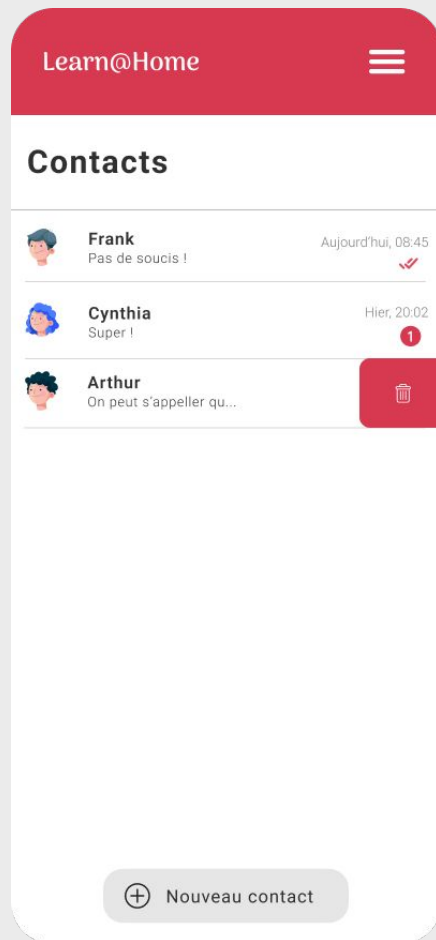 Learn@Home
Contacts
Frank
Aujourd'hui, 08:45
Pas de soucis !
Cynthia
Hier, 20:02
Super !
1
Arthur
On peut s'appeller qu...
Nouveau contact